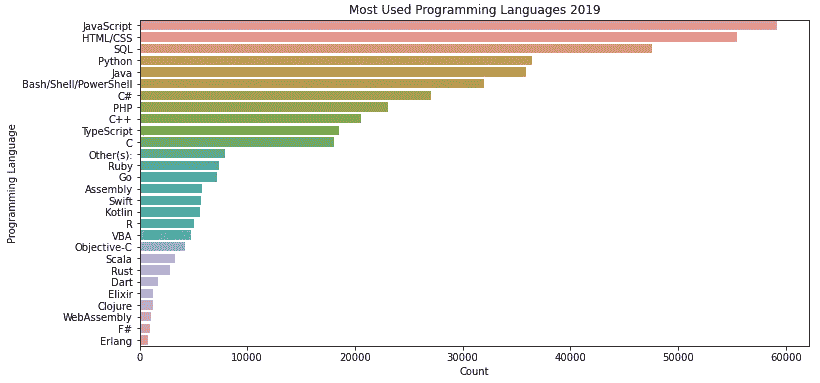 Most Used Programming Languages 2019
Programming Language
JavaScript
HTML/CSS
SQL
Python
Java
Bash/Shell/PowerShell
C#
PHP
C++
TypeScript
C
Other(s):
Ruby
Go
Assembly
Swift
Kotlin
R
VBA
Objective-C
Scala
Rust
Dart
Elixir
Clojure
WebAssembly
F#
Erlang
0 10000 20000 30000 40000 50000 60000
Count